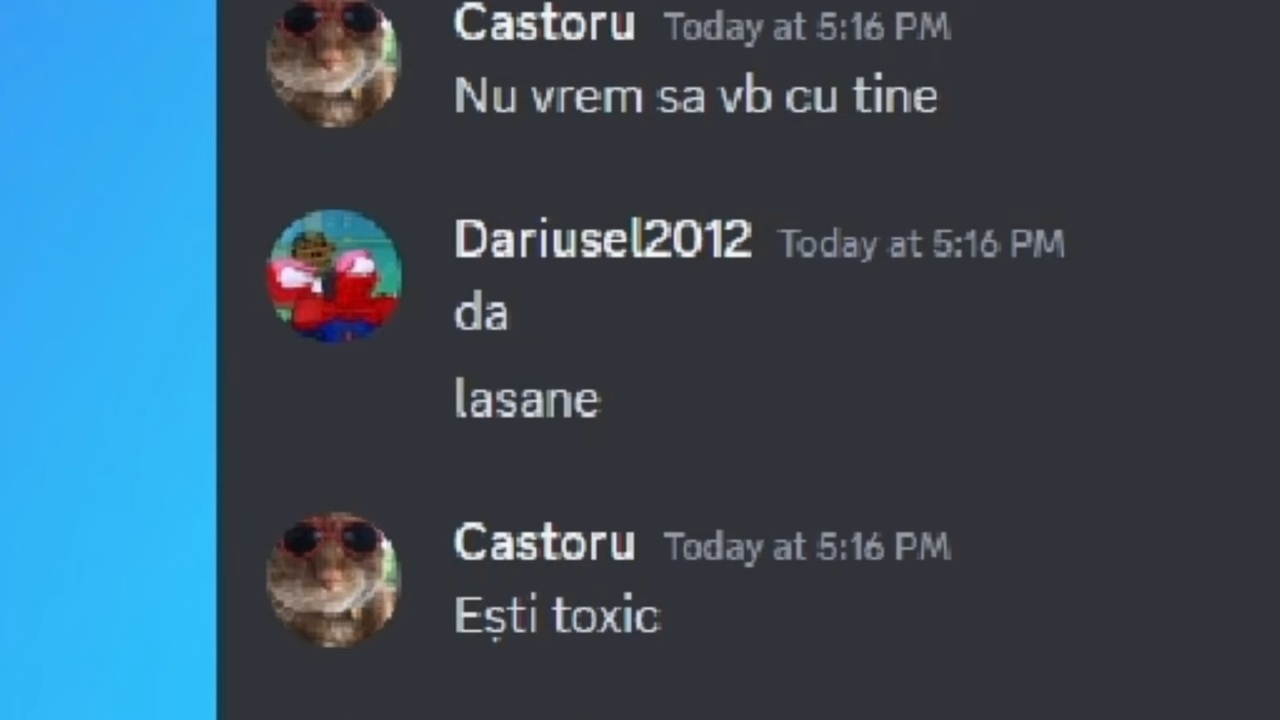 Castoru Today at 5:16 PM
Nu vrem sa vb cu tine
Dariusel2012 Today at 5:16 PM
da
lasane
Castoru Today at 5:16 PM
Ești toxic